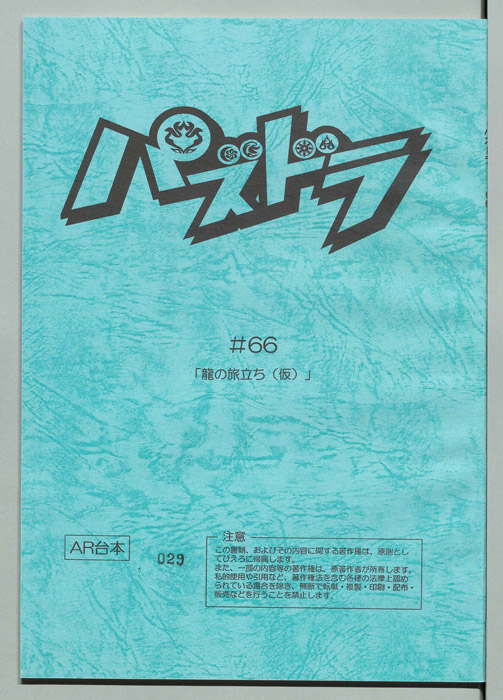 パズドラ
#66
「龍の旅立ち（仮）」
AR台本
029
注意
この書類、およびその内容に関する著作権は、原則とし
てぴえろに帰属します。
また、一部の内容等の著作権は、原著作者が所有します。
私的使用や引用など、著作権法を含む各種の法律上認め
られている場合を除き、無断で転載・複製・印刷・配布・
販売などを行うことを禁止します。